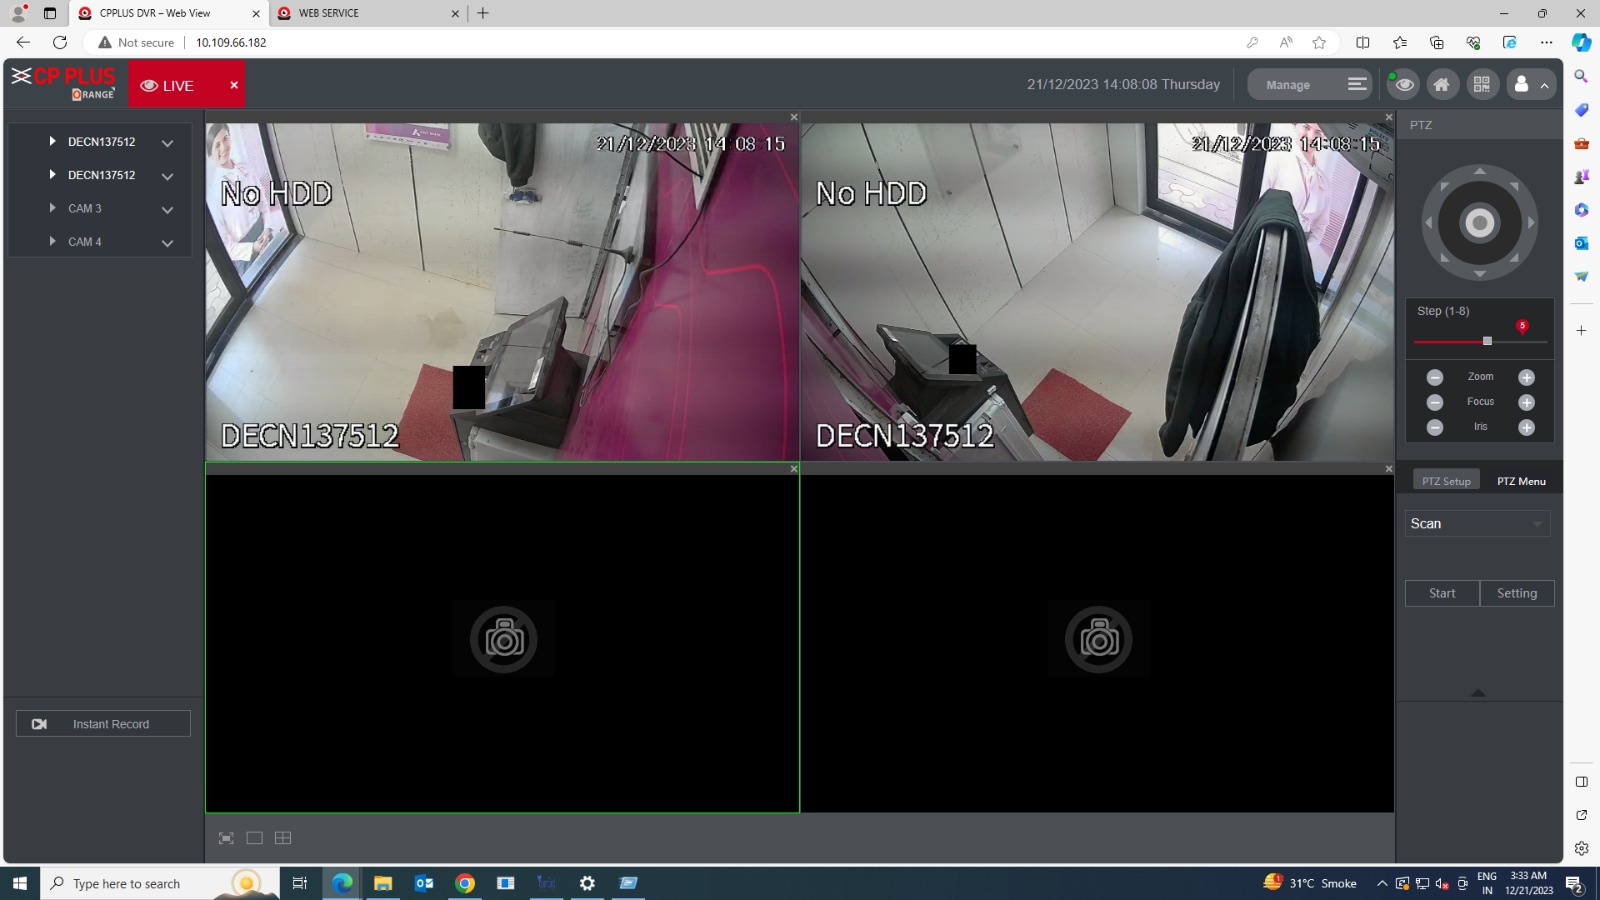 CPPLUS DVR – Web View
WEB SERVICE
Not secure
10.109.66.182
CP PLUS
ORANGE
LIVE
21/12/2023 14:08:08 Thursday
Manage
DECN137512
DECN137512
CAM 3
CAM 4
Instant Record
21/12/2023 14:08:15
No HDD
DECN137512
21/12/2023 14:08:15
No HDD
DECN137512
PTZ
Step (1-8)
5
Zoom
Focus
Iris
PTZ Setup
PTZ Menu
Scan
Start
Setting
Type here to search
1
31°C Smoke
ENG
IN
3:33 AM
12/21/2023
2